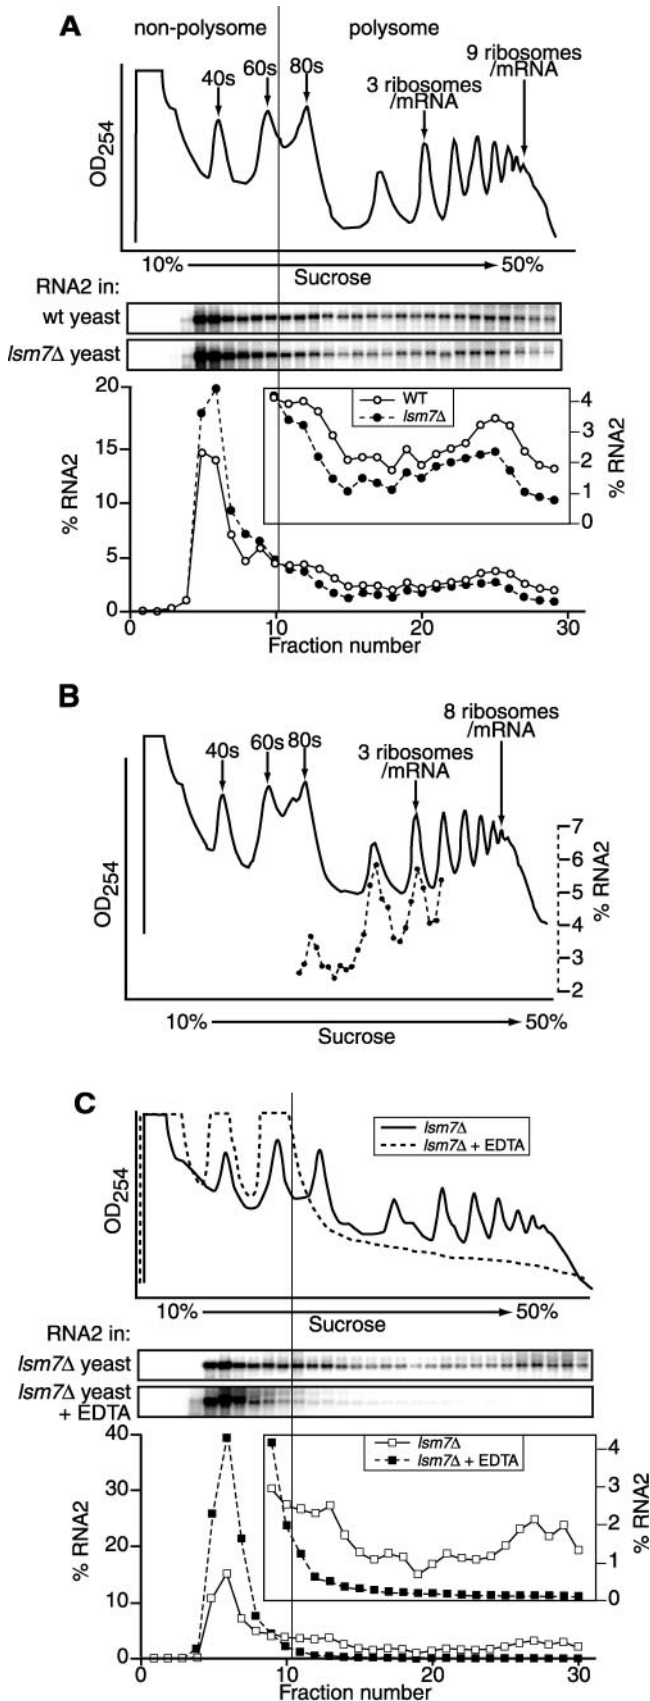 A
non-polysome
polysome
40s
60s
80s
3 ribosomes
/mRNA
9 ribosomes
/mRNA
OD254
10%
50%
Sucrose
RNA2 in:
wt yeast
lsm7Δ yeast
20
15
10
5
0
% RNA2
WT
lsm7Δ
4
3
2
1
0
% RNA2
0
10
20
30
Fraction number
B
40s
60s
80s
3 ribosomes
/mRNA
8 ribosomes
/mRNA
OD254
7
6
5
4
3
2
% RNA2
10%
50%
Sucrose
C
lsm7Δ
lsm7Δ + EDTA
OD254
10%
50%
Sucrose
RNA2 in:
lsm7Δ yeast
lsm7Δ yeast
+ EDTA
40
30
20
10
0
% RNA2
lsm7Δ
lsm7Δ + EDTA
4
3
2
1
0
% RNA2
0
10
20
30
Fraction number